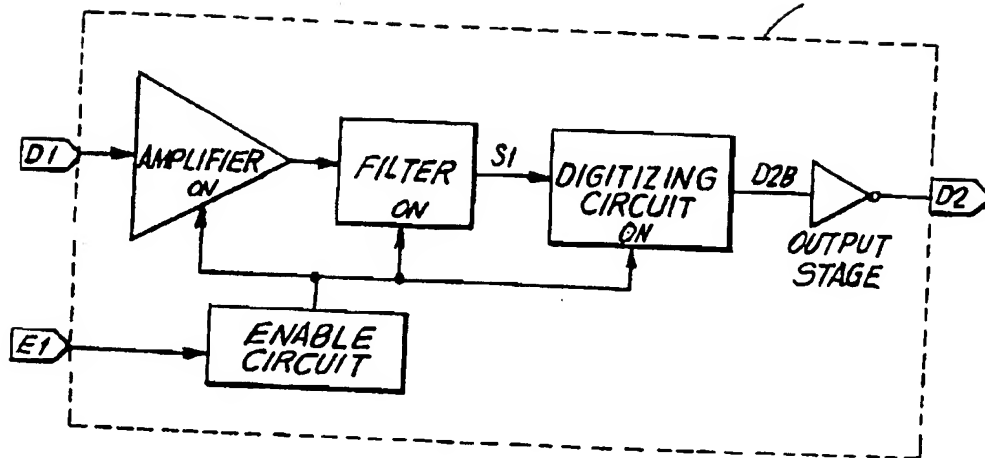 D1
AMPLIFIER
ON
FILTER
ON
S1
DIGITIZING
CIRCUIT
ON
D2B
OUTPUT
STAGE
D2
E1
ENABLE
CIRCUIT